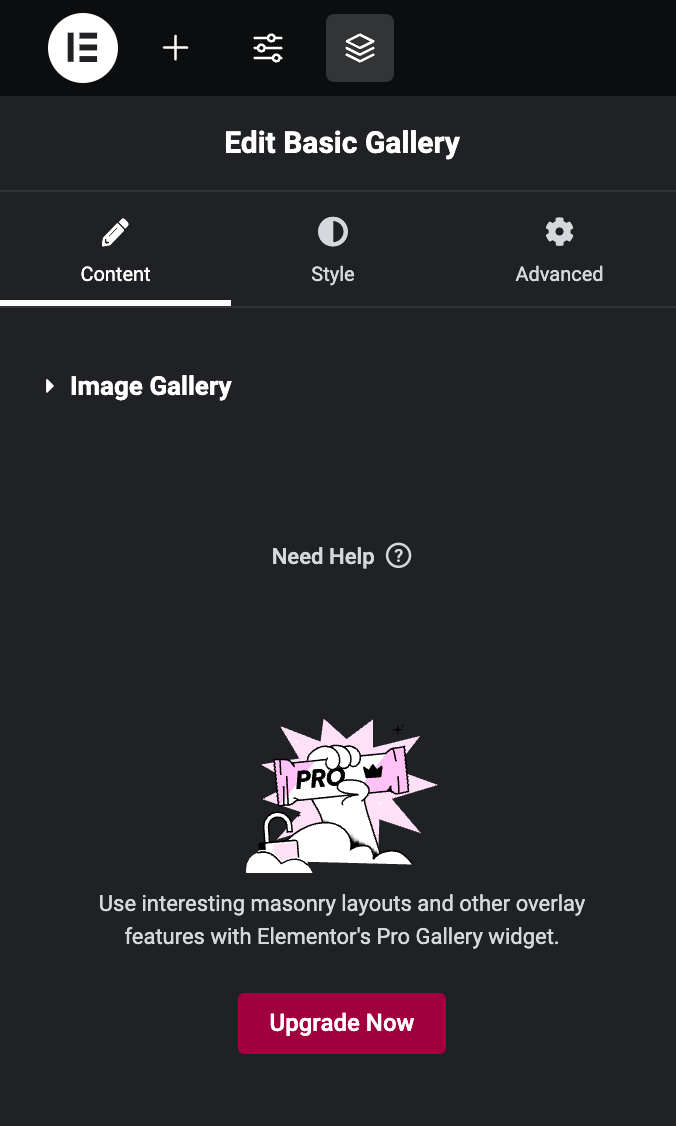 Edit Basic Gallery
Content
Style
Advanced
Image Gallery
Need Help ?
PRO
Use interesting masonry layouts and other overlay
features with Elementor's Pro Gallery widget.
Upgrade Now